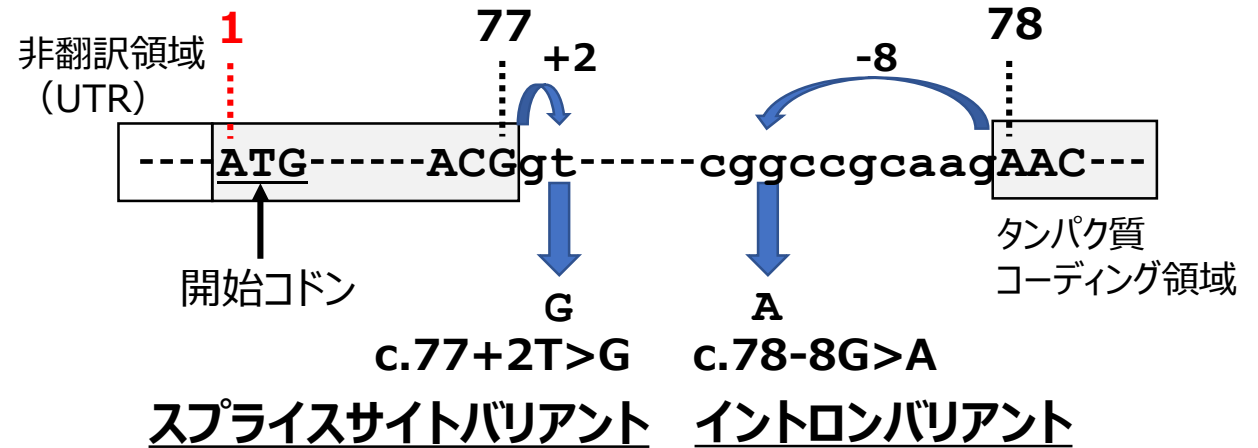 1
77
78
非翻訳領域
（UTR）
+2
-8
----ATG------ACGgt------cggccgcaagAAC---
開始コドン
タンパク質
コーディング領域
G
A
c.77+2T>G
c.78-8G>A
スプライスサイトバリアント
イントロンバリアント